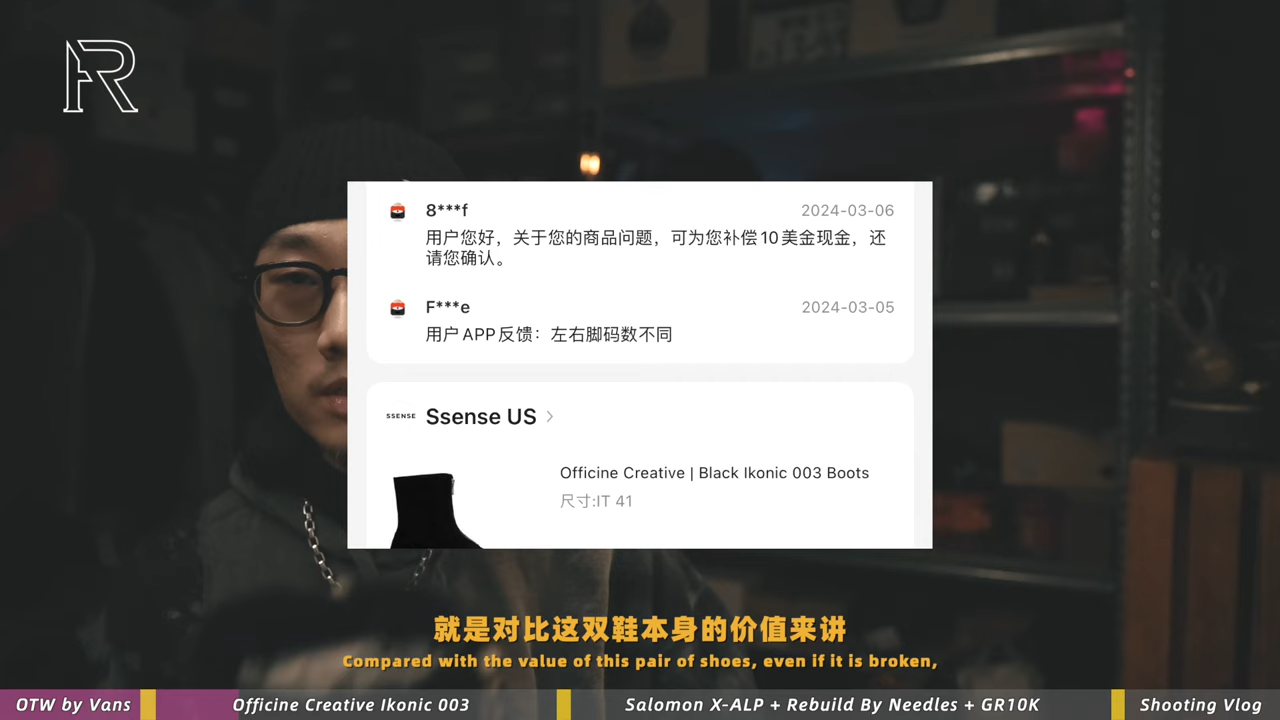 R
8***f
2024-03-06
用户您好，关于您的商品问题，可为您补偿10美金现金，还
请您确认。
F***e
2024-03-05
用户APP反馈：左右脚码数不同
SSENSE
Ssense US
Officine Creative | Black Ikonic 003 Boots
尺寸:IT 41
就是对比这双鞋本身的价值来讲
Compared with the value of this pair of shoes, even if it is broken,
OTW by Vans
Officine Creative Ikonic 003
Salomon X-ALP + Rebuild By Needles + GR10K
Shooting Vlog